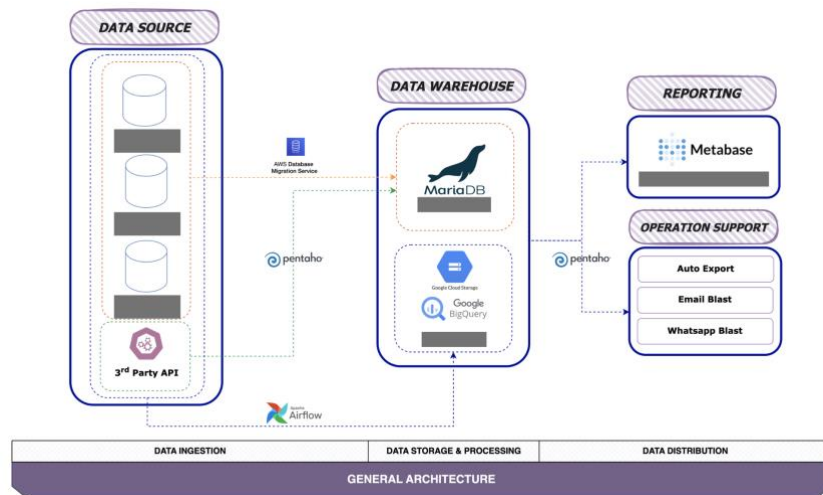 DATA SOURCE
3rd Party API
AWS Database
Migration Service
pentaho
Apache
Airflow
DATA WAREHOUSE
MariaDB
Google Cloud Storage
Google
BigQuery
pentaho
REPORTING
Metabase
OPERATION SUPPORT
Auto Export
Email Blast
Whatsapp Blast
DATA INGESTION
DATA STORAGE & PROCESSING
DATA DISTRIBUTION
GENERAL ARCHITECTURE